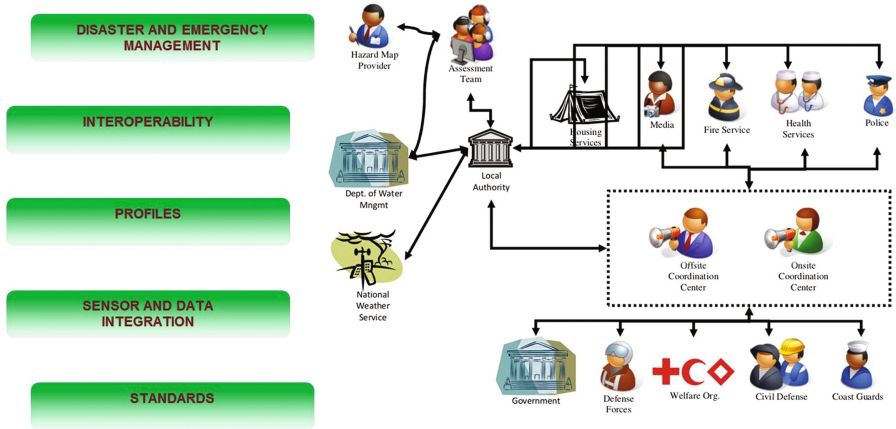 DISASTER AND EMERGENCY
MANAGEMENT
INTEROPERABILITY
PROFILES
SENSOR AND DATA
INTEGRATION
STANDARDS
Hazard Map
Provider
Assessment
Team
Dept. of Water
Mngmt
Local
Authority
National
Weather
Service
Housing
Services
Media
Fire Service
Health
Services
Police
Offsite
Coordination
Center
Onsite
Coordination
Center
Government
Defense
Forces
Welfare Org.
Civil Defense
Coast Guards